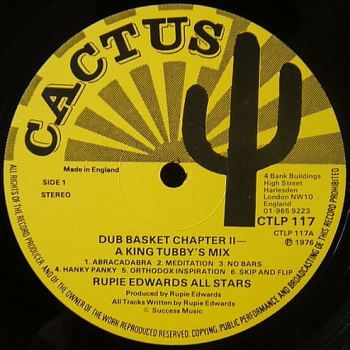 CACTUS
Made in England
SIDE 1
STEREO
4 Bank Buildings
High Street
Harlesden
London NW10
England
01-965 9223
CTLP 117
CTLP 117A
Ⓟ 1976
DUB BASKET CHAPTER II—
A KING TUBBY'S MIX
1. ABRACADABRA 2. MEDITATION 3. NO BARS
4. HANKY PANKY 5. ORTHODOX INSPIRATION 6. SKIP AND FLIP
RUPIE EDWARDS ALL STARS
Produced by Rupie Edwards
All Tracks Written by Rupie Edwards
Ⓟ Success Music
ALL RIGHTS OF THE RECORD PRODUCER, AND OF THE OWNER OF THE WORK REPRODUCED RESERVED. COPYING, PUBLIC PERFORMANCE AND BROADCASTING OF THIS RECORD PROHIBITED